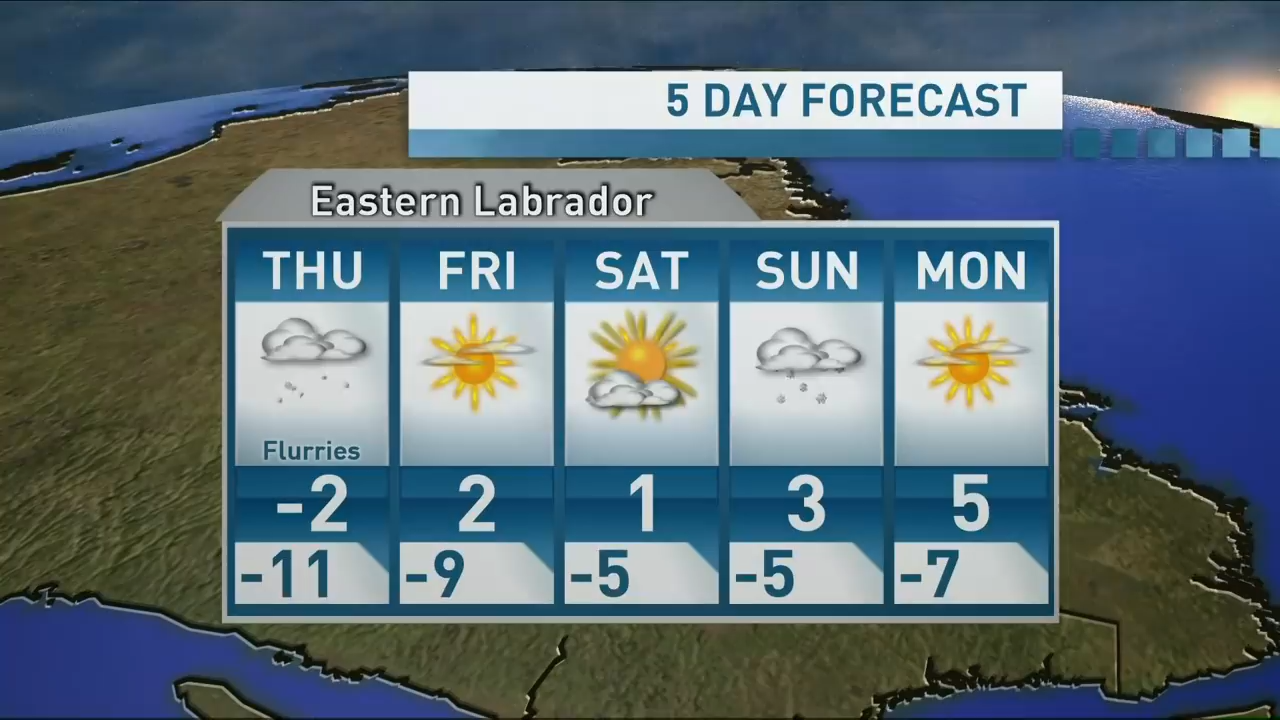 5 DAY FORECAST
Eastern Labrador
THU FRI SAT SUN MON
Flurries
-2 2 1 3 5
-11 -9 -5 -5 -7